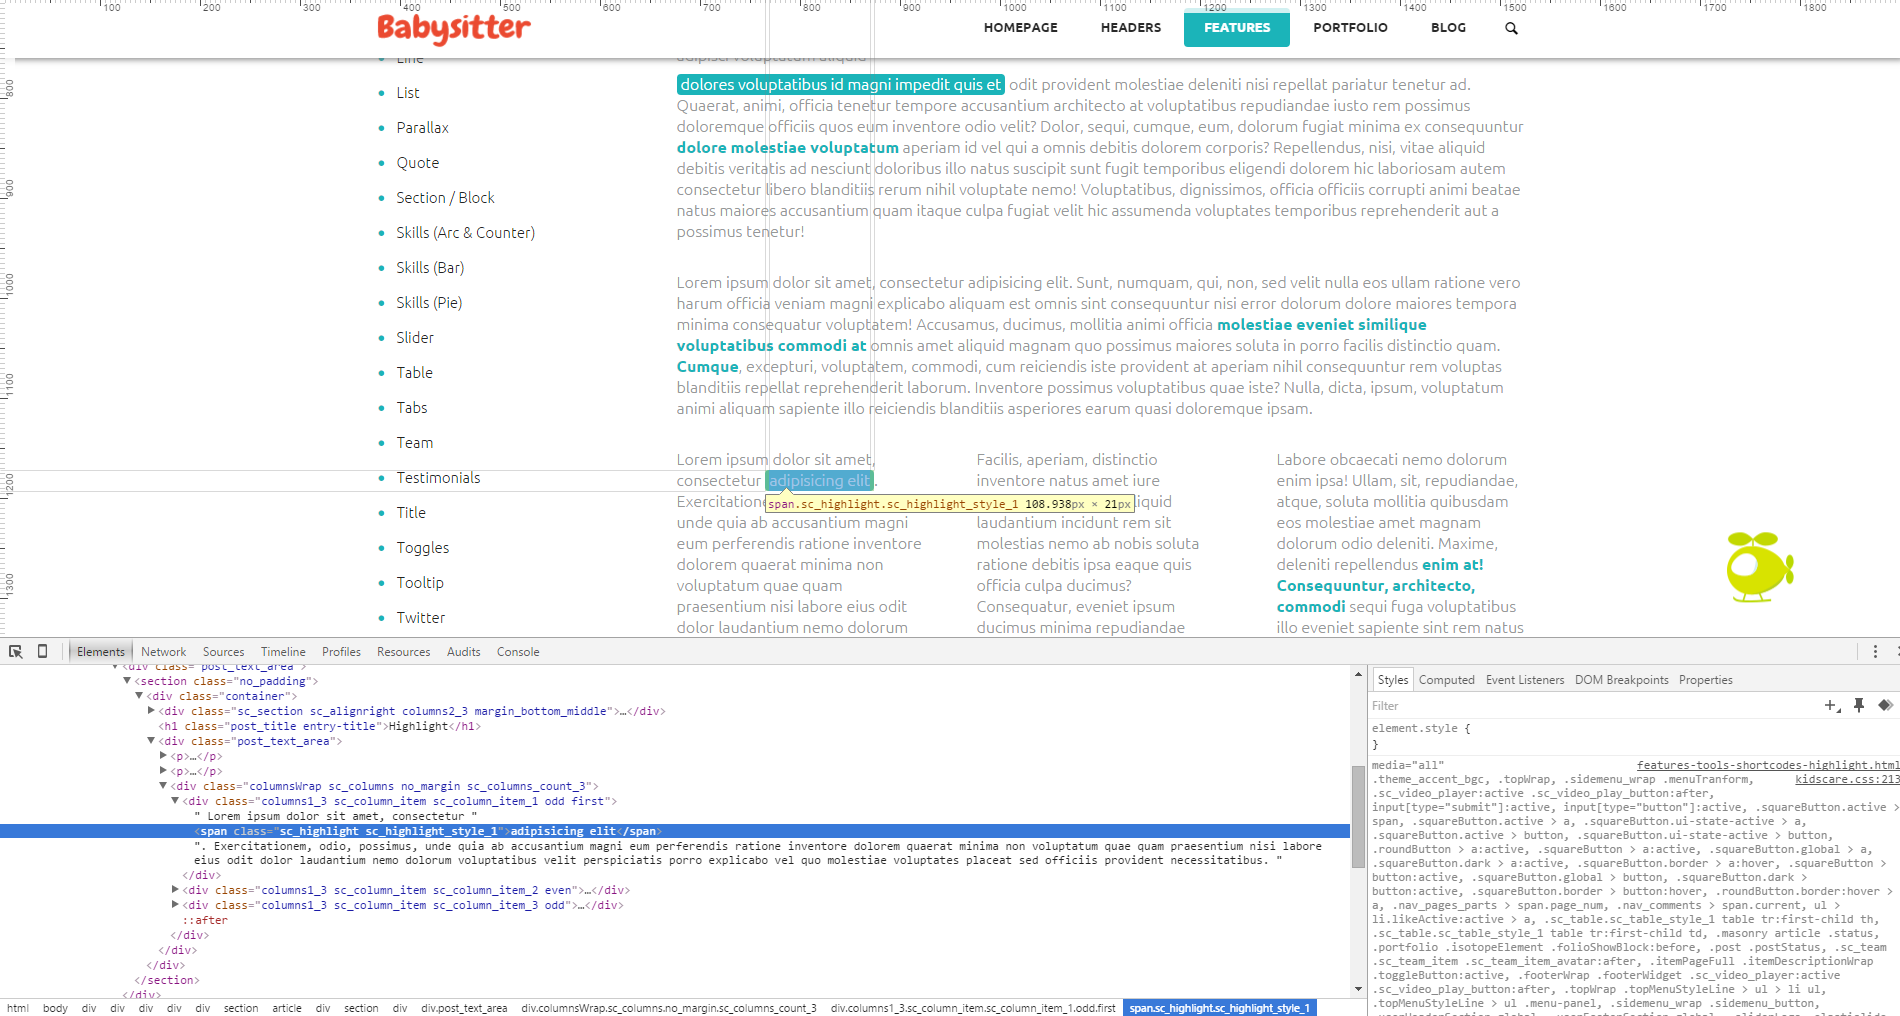 100 200 300 400 500 600 700 800 900 1000 1100 1200 1300 1400 1500 1600 1700 1800
Babysitter
HOMEPAGE HEADERS FEATURES PORTFOLIO BLOG
800
900
1000
1100
1200
1300
Line
List
Parallax
Quote
Section / Block
Skills (Arc & Counter)
Skills (Bar)
Skills (Pie)
Slider
Table
Tabs
Team
Testimonials
Title
Toggles
Tooltip
Twitter
adipisci voluptatum aliquid
dolores voluptatibus id magni impedit quis et odit provident molestiae deleniti nisi repellat pariatur tenetur ad.
Quaerat, animi, officia tenetur tempore accusantium architecto at voluptatibus repudiandae iusto rem possimus
doloremque officiis quos eum inventore odio velit? Dolor, sequi, cumque, eum, dolorum fugiat minima ex consequuntur
dolore molestiae voluptatum aperiam id vel qui a omnis debitis dolorem corporis? Repellendus, nisi, vitae aliquid
debitis veritatis ad nesciunt doloribus illo natus suscipit sunt fugit temporibus eligendi dolorem hic laboriosam autem
consectetur libero blanditiis rerum nihil voluptate nemo! Voluptatibus, dignissimos, officia officiis corrupti animi beatae
natus maiores accusantium quam itaque culpa fugiat velit hic assumenda voluptates temporibus reprehenderit aut a
possimus tenetur!
Lorem ipsum dolor sit amet, consectetur adipisicing elit. Sunt, numquam, qui, non, sed velit nulla eos ullam ratione vero
harum officia veniam magni explicabo aliquam est omnis sint consequuntur nisi error dolorum dolore maiores tempora
minima consequatur voluptatem! Accusamus, ducimus, mollitia animi officia molestiae eveniet similique
voluptatibus commodi at omnis amet aliquid magnam quo possimus maiores soluta in porro facilis distinctio quam.
Cumque, excepturi, voluptatem, commodi, cum reiciendis iste provident at aperiam nihil consequuntur rem voluptas
blanditiis repellat reprehenderit laborum. Inventore possimus voluptatibus quae iste? Nulla, dicta, ipsum, voluptatum
animi aliquam sapiente illo reiciendis blanditiis asperiores earum quasi doloremque ipsam.
Lorem ipsum dolor sit amet,
consectetur adipisicing elit .
Exercitatione
unde quia ab accusantium magni
eum perferendis ratione inventore
dolorem quaerat minima non
voluptatum quae quam
praesentium nisi labore eius odit
dolor laudantium nemo dolorum
span.sc_highlight.sc_highlight_style_1 108.938px × 21px
Facilis, aperiam, distinctio
inventore natus amet iure
liquid
laudantium incidunt rem sit
molestias nemo ab nobis soluta
ratione debitis ipsa eaque quis
officia culpa ducimus?
Consequatur, eveniet ipsum
ducimus minima repudiandae
Labore obcaecati nemo dolorum
enim ipsa! Ullam, sit, repudiandae,
atque, soluta mollitia quibusdam
eos molestiae amet magnam
dolorum odio deleniti. Maxime,
deleniti repellendus enim at!
Consequuntur, architecto,
commodi sequi fuga voluptatibus
illo eveniet sapiente sint rem natus
Elements Network Sources Timeline Profiles Resources Audits Console
<div class="post_text_area">
<section class="no_padding">
<div class="container">
<div class="sc_section sc_alignright columns2_3 margin_bottom_middle">…</div>
<h1 class="post_title entry-title">Highlight</h1>
<div class="post_text_area">
<p>…</p>
<p>…</p>
<div class="columnsWrap sc_columns no_margin sc_columns_count_3">
<div class="columns1_3 sc_column_item sc_column_item_1 odd first">
" Lorem ipsum dolor sit amet, consectetur "
<span class="sc_highlight sc_highlight_style_1">adipisicing elit</span>
". Exercitationem, odio, possimus, unde quia ab accusantium magni eum perferendis ratione inventore dolorem quaerat minima non voluptatum quae quam praesentium nisi labore
eius odit dolor laudantium nemo dolorum voluptatibus velit perspiciatis porro explicabo vel quo molestiae voluptates placeat sed officiis provident necessitatibus. "
</div>
<div class="columns1_3 sc_column_item sc_column_item_2 even">…</div>
<div class="columns1_3 sc_column_item sc_column_item_3 odd">…</div>
::after
</div>
</div>
</div>
</section>
</div>
html body div div div div section article div section div div.post_text_area div.columnsWrap.sc_columns.no_margin.sc_columns_count_3 div.columns1_3.sc_column_item.sc_column_item_1.odd.first span.sc_highlight.sc_highlight_style_1
Styles Computed Event Listeners DOM Breakpoints Properties
Filter
element.style {
}
media="all" features-tools-shortcodes-highlight.html
.theme_accent_bgc, .topWrap, .sidemenu_wrap .menuTranform, kidscare.css:213
.sc_video_player:active .sc_video_play_button:after,
input[type="submit"]:active, input[type="button"]:active, .squareButton.active >
span, .squareButton.active > a, .squareButton.ui-state-active > a,
.squareButton.active > button, .squareButton.ui-state-active > button,
.roundButton > a:active, .squareButton > a:active, .squareButton.global > a,
.squareButton.dark > a:active, .squareButton.border > a:hover, .squareButton >
button:active, .squareButton.global > button, .squareButton.dark >
button:active, .squareButton.border > button:hover, .roundButton.border:hover >
a, .nav_pages_parts > span.page_num, .nav_comments > span.current, ul >
li.likeActive:active > a, .sc_table.sc_table_style_1 table tr:first-child th,
.sc_table.sc_table_style_1 table tr:first-child td, .masonry article .status,
.portfolio .isotopeElement .folioShowBlock:before, .post .postStatus, .sc_team
.sc_team_item .sc_team_item_avatar:after, .itemPageFull .itemDescriptionWrap
.toggleButton:active, .footerWrap .footerWidget .sc_video_player:active
.sc_video_play_button:after, .topWrap .topMenuStyleLine > ul > li ul,
.topMenuStyleLine > ul .menu-panel, .sidemenu_wrap .sidemenu_button,